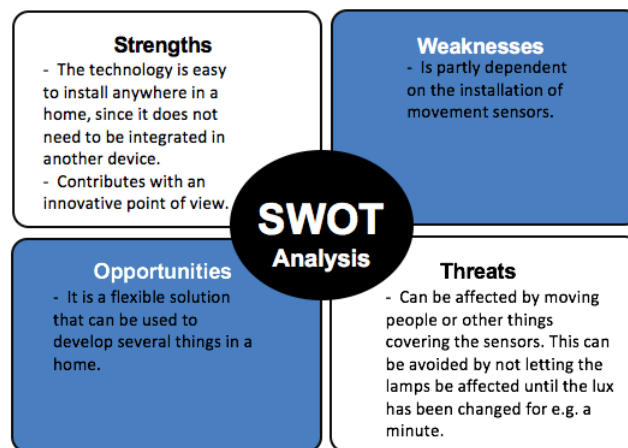 Strengths
- The technology is easy
to install anywhere in a
home, since it does not
need to be integrated in
another device.
- Contributes with an
innovative point of view.
Weaknesses
- Is partly dependent
on the installation of
movement sensors.
SWOT
Analysis
Opportunities
- It is a flexible solution
that can be used to
develop several things in a
home.
Threats
- Can be affected by moving
people or other things
covering the sensors. This can
be avoided by not letting the
lamps be affected until the lux
has been changed for e.g. a
minute.